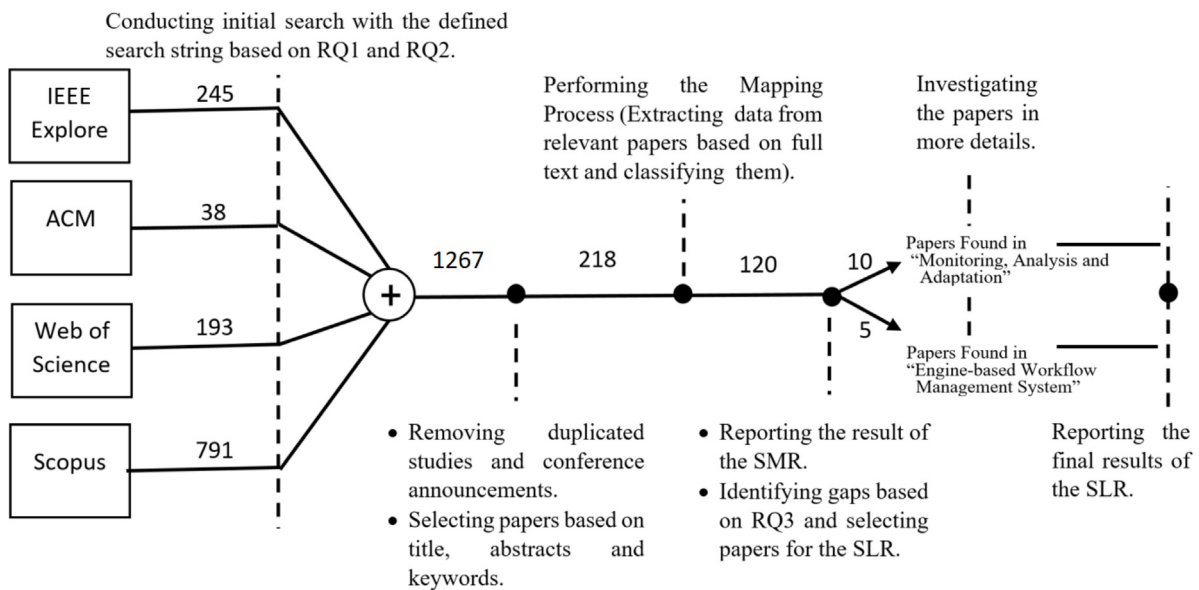 Conducting initial search with the defined
search string based on RQ1 and RQ2.
IEEE
Explore
245
ACM
38
Web of
Science
193
Scopus
791
+
1267
218
120
10
5
Performing the Mapping
Process (Extracting data from
relevant papers based on full
text and classifying them).
Investigating
the papers in
more details.
Papers Found in
“Monitoring, Analysis and
Adaptation”
Papers Found in
“Engine-based Workflow
Management System”
• Removing duplicated
studies and conference
announcements.
• Selecting papers based on
title, abstracts and
keywords.
• Reporting the result of
the SMR.
• Identifying gaps based
on RQ3 and selecting
papers for the SLR.
Reporting the
final results of
the SLR.